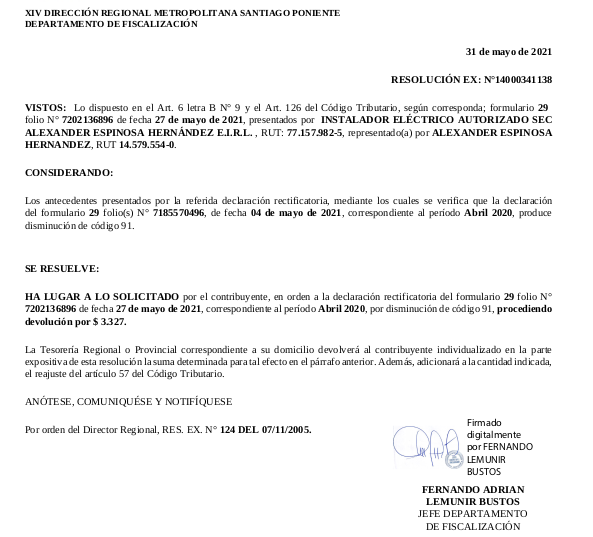 XIV DIRECCIÓN REGIONAL METROPOLITANA SANTIAGO PONIENTE
DEPARTAMENTO DE FISCALIZACIÓN
31 de mayo de 2021
RESOLUCIÓN EX: N°14000341138
VISTOS: Lo dispuesto en el Art. 6 letra B N° 9 y el Art. 126 del Código Tributario, según corresponda; formulario 29
folio N° 7202136896 de fecha 27 de mayo de 2021, presentados por INSTALADOR ELÉCTRICO AUTORIZADO SEC
ALEXANDER ESPINOSA HERNÁNDEZ E.I.R.L. , RUT: 77.157.982-5, representado(a) por ALEXANDER ESPINOSA
HERNANDEZ, RUT 14.579.554-0.
CONSIDERANDO:
Los antecedentes presentados por la referida declaración rectificatoria, mediante los cuales se verifica que la declaración
del formulario 29 folio(s) N° 7185570496, de fecha 04 de mayo de 2021, correspondiente al período Abril 2020, produce
disminución de código 91.
SE RESUELVE:
HA LUGAR A LO SOLICITADO por el contribuyente, en orden a la declaración rectificatoria del formulario 29 folio N°
7202136896 de fecha 27 de mayo de 2021, correspondiente al período Abril 2020, por disminución de código 91, procediendo
devolución por $ 3.327.
La Tesorería Regional o Provincial correspondiente a su domicilio devolverá al contribuyente individualizado en la parte
expositiva de esta resolución la suma determinada para tal efecto en el párrafo anterior. Además, adicionará a la cantidad indicada,
el reajuste del artículo 57 del Código Tributario.
ANÓTESE, COMUNIQUÉSE Y NOTIFÍQUESE
Por orden del Director Regional, RES. EX. N° 124 DEL 07/11/2005.
Firmado
digitalmente
por FERNANDO
LEMUNIR
BUSTOS
FERNANDO ADRIAN
LEMUNIR BUSTOS
JEFE DEPARTAMENTO
DE FISCALIZACIÓN